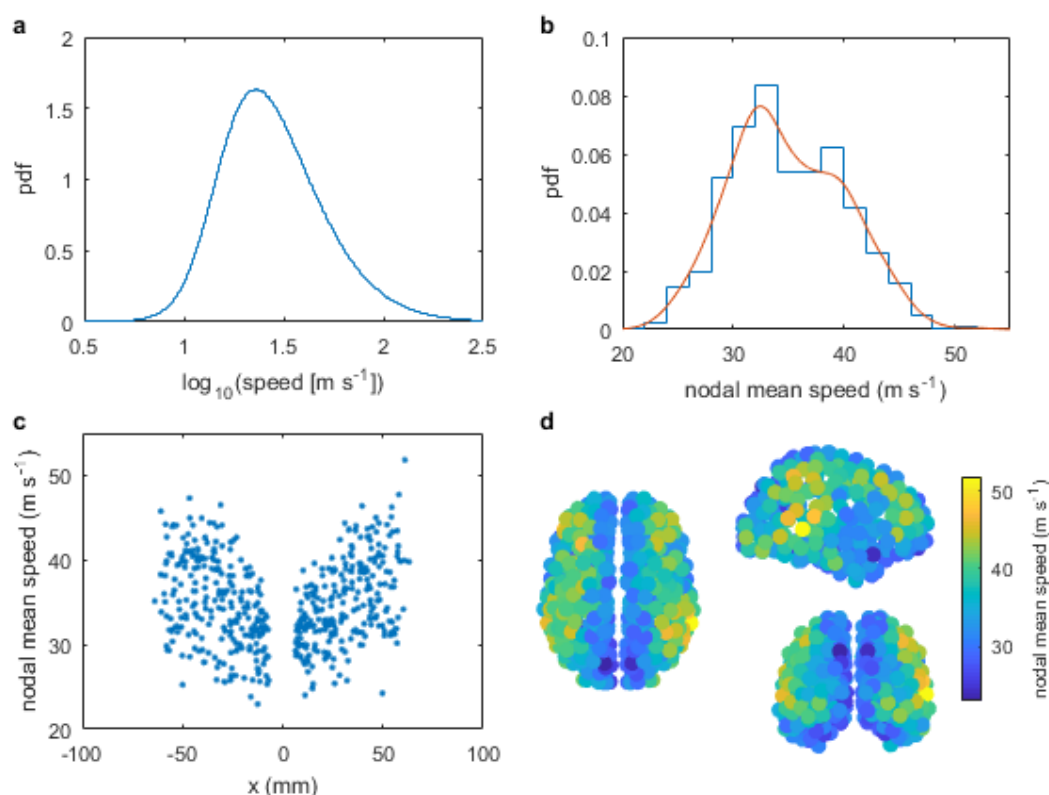 a
2
1.5
1
0.5
0
0.5 1 1.5 2 2.5
pdf
log10(speed [m s-1])
b
0.1
0.08
0.06
0.04
0.02
0
20 30 40 50
pdf
nodal mean speed (m s-1)
c
50
40
30
20
-100 -50 0 50 100
nodal mean speed (m s-1)
x (mm)
d
50
40
30
nodal mean speed (m s-1)